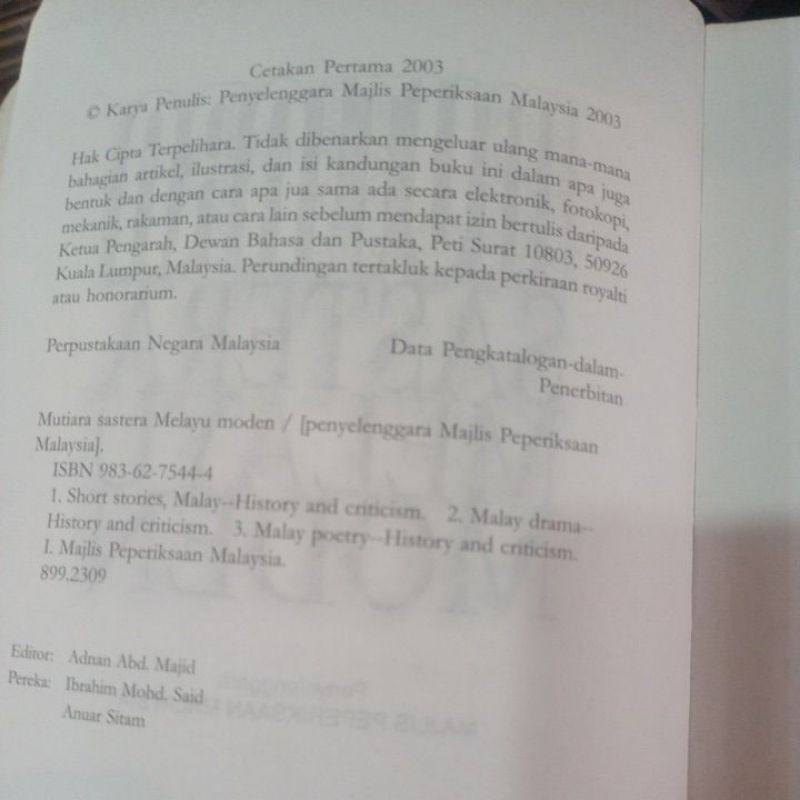 Cetakan Pertama 2003
© Karya Penulis: Penyelenggara Majlis Peperiksaan Malaysia 2003
Hak Cipta Terpelihara. Tidak dibenarkan mengeluar ulang mana-mana
bahagian artikel, ilustrasi, dan isi kandungan buku ini dalam apa juga
bentuk dan dengan cara apa jua sama ada secara elektronik, fotokopi,
mekanik, rakaman, atau cara lain sebelum mendapat izin bertulis daripada
Ketua Pengarah, Dewan Bahasa dan Pustaka, Peti Surat 10803, 50926
Kuala Lumpur, Malaysia. Perundingan tertakluk kepada perkiraan royalti
atau honorarium.
Perpustakaan Negara Malaysia Data Pengkatalogan-dalam-
Penerbitan
Mutiara sastera Melayu moden / [penyelenggara Majlis Peperiksaan
Malaysia].
ISBN 983-62-7544-4
1. Short stories, Malay--History and criticism. 2. Malay drama--
History and criticism. 3. Malay poetry--History and criticism.
I. Majlis Peperiksaan Malaysia.
899.2309
Editor: Adnan Abd. Majid
Pereka: Ibrahim Mohd. Said
Anuar Sitam